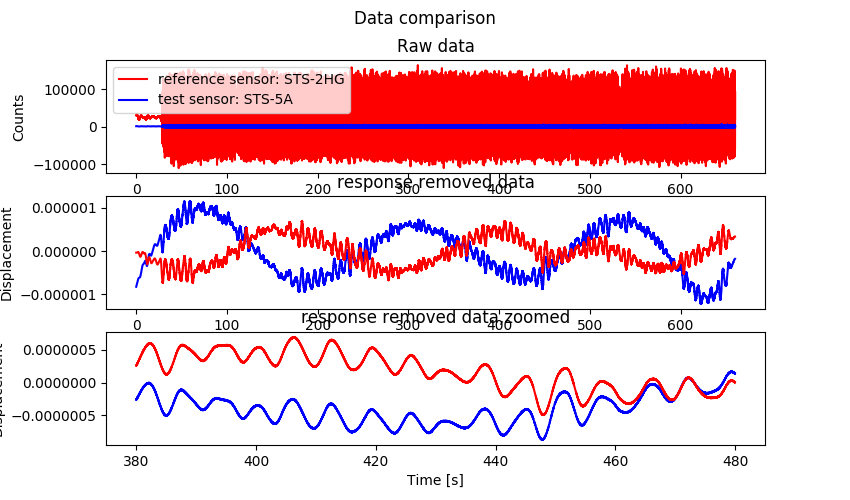 Data comparison
Raw data
Counts
100000
0
−100000
reference sensor: STS-2HG
test sensor: STS-5A
0 100 200 300 400 500 600
response removed data
Displacement
0.000001
0.000000
−0.000001
0 100 200 300 400 500 600
response removed data zoomed
Displacement
0.0000005
0.0000000
−0.0000005
380 400 420 440 460 480
Time [s]